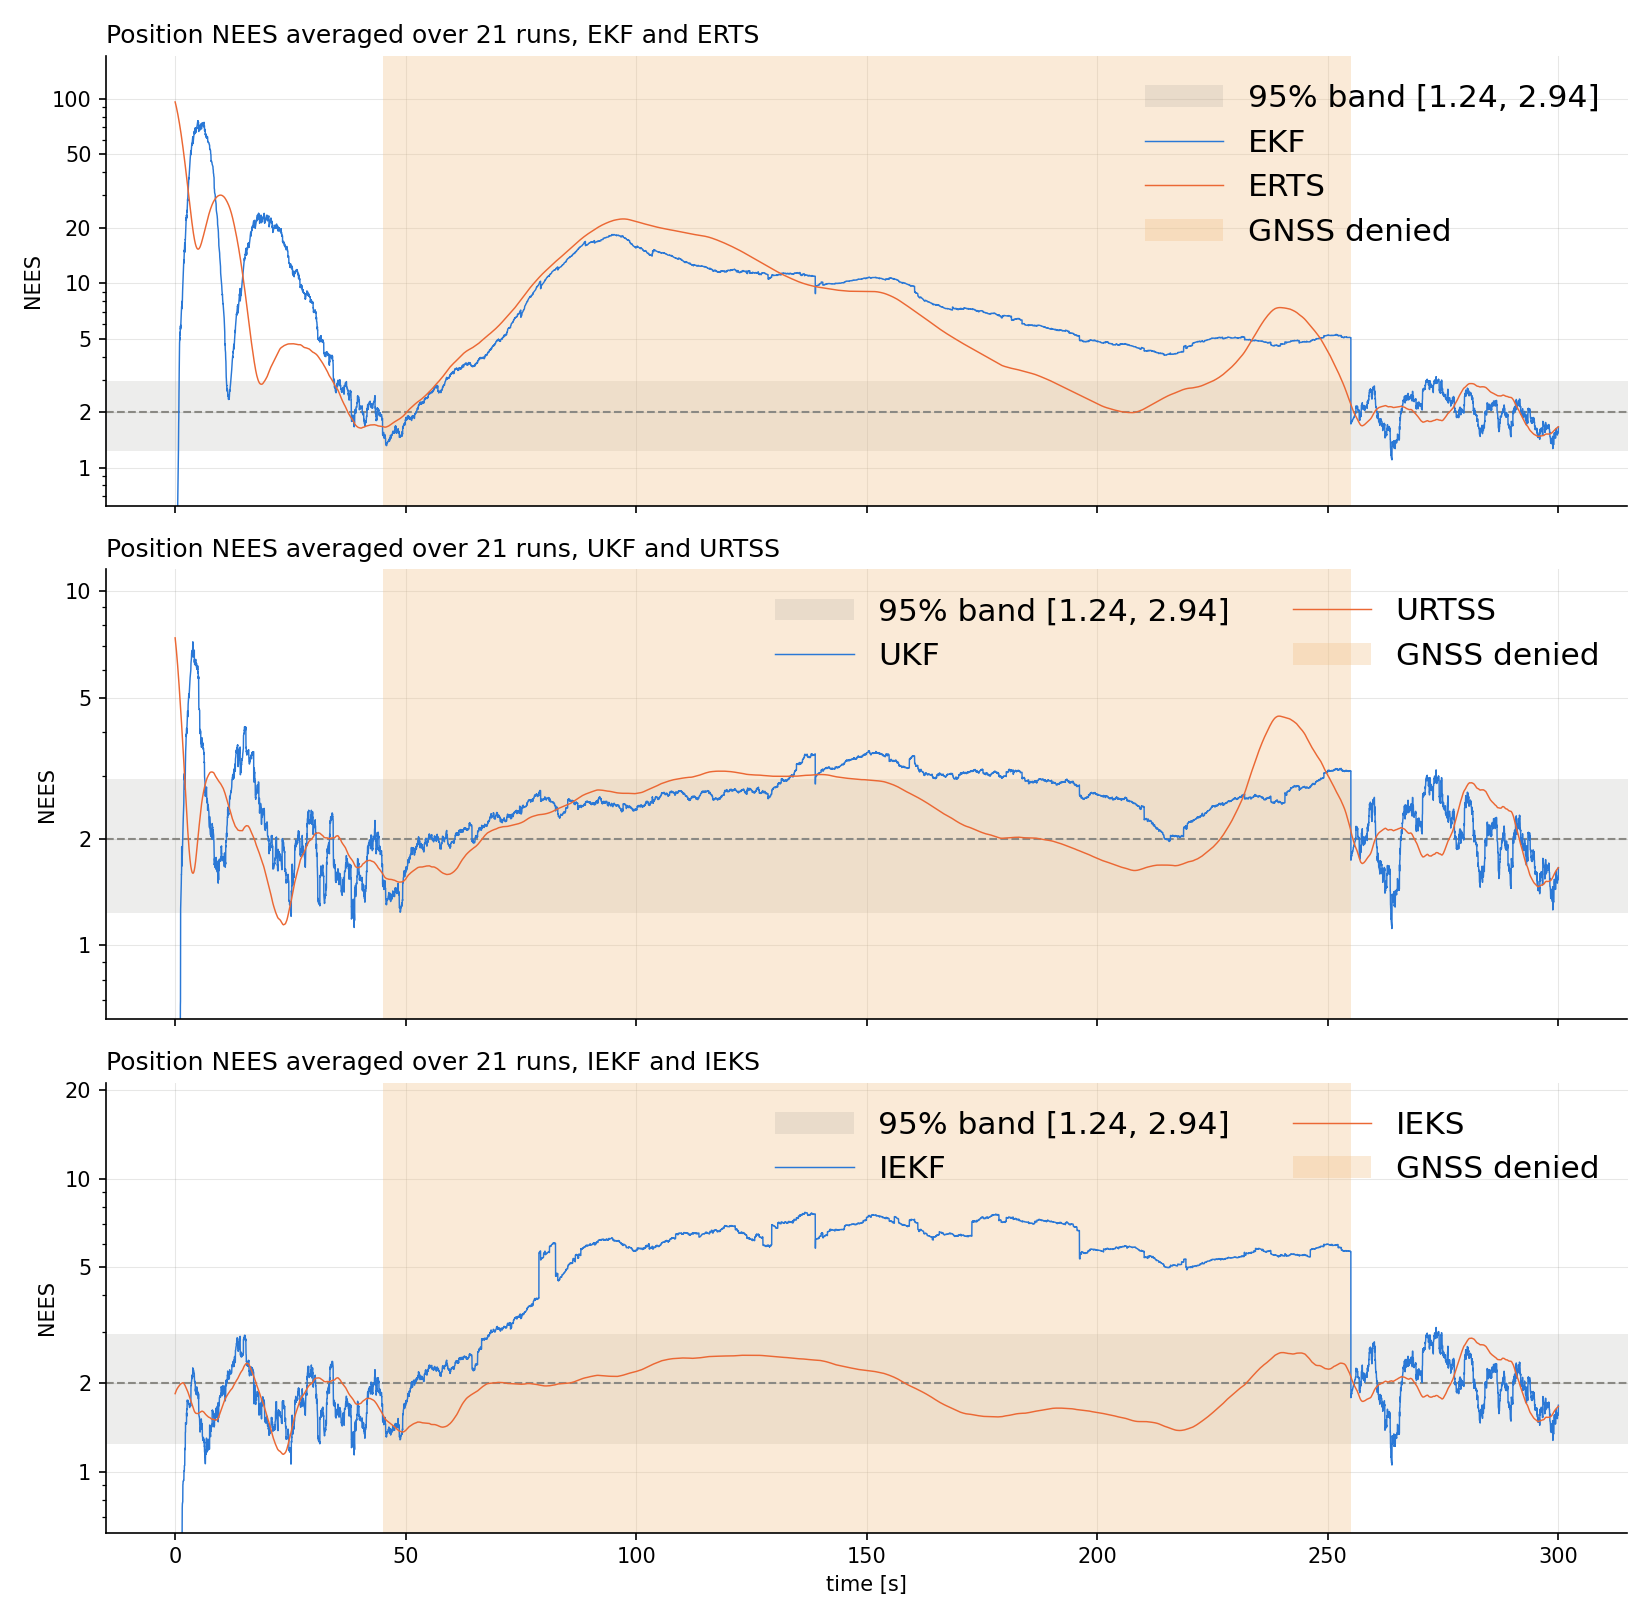 Position NEES averaged over 21 runs, EKF and ERTS
NEES
100
50
20
10
5
2
1
95% band [1.24, 2.94]
EKF
ERTS
GNSS denied
Position NEES averaged over 21 runs, UKF and URTSS
NEES
10
5
2
1
95% band [1.24, 2.94]
UKF
URTSS
GNSS denied
Position NEES averaged over 21 runs, IEKF and IEKS
NEES
20
10
5
2
1
95% band [1.24, 2.94]
IEKF
IEKS
GNSS denied
0 50 100 150 200 250 300
time [s]